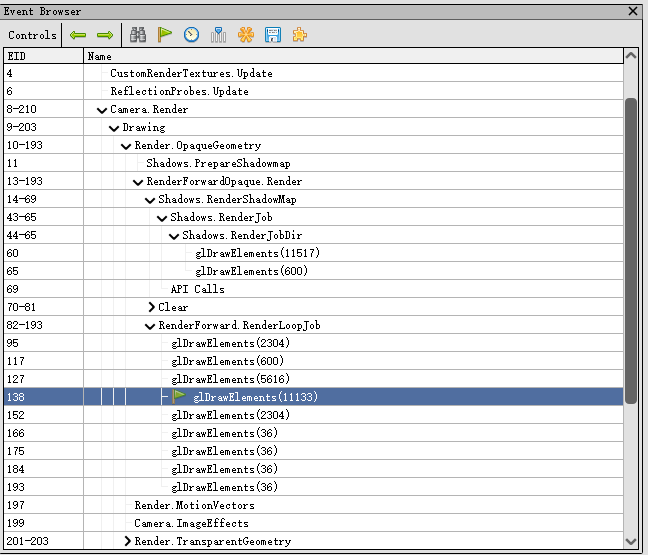 Event Browser
Controls
EID Name
4 CustomRenderTextures.Update
6 ReflectionProbes.Update
8-210 Camera.Render
9-203 Drawing
10-193 Render.OpaqueGeometry
11 Shadows.PrepareShadowmap
13-193 RenderForwardOpaque.Render
14-69 Shadows.RenderShadowMap
43-65 Shadows.RenderJob
44-65 Shadows.RenderJobDir
60 glDrawElements(11517)
65 glDrawElements(600)
69 API Calls
70-81 Clear
82-193 RenderForward.RenderLoopJob
95 glDrawElements(2304)
117 glDrawElements(600)
127 glDrawElements(5616)
138 glDrawElements(11133)
152 glDrawElements(2304)
166 glDrawElements(36)
175 glDrawElements(36)
184 glDrawElements(36)
193 glDrawElements(36)
197 Render.MotionVectors
199 Camera.ImageEffects
201-203 Render.TransparentGeometry